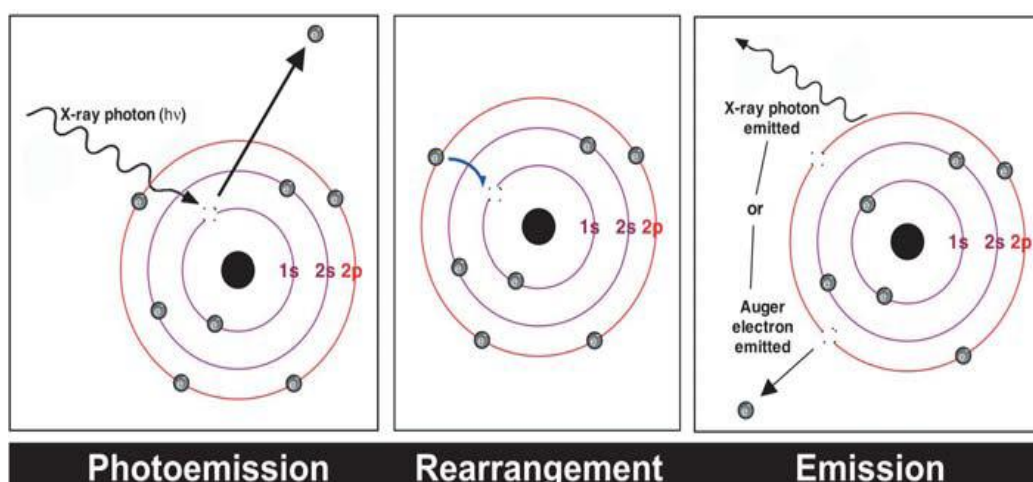 X-ray photon (hν)
1s 2s 2p
1s 2s 2p
X-ray photon
emitted
or
Auger
electron
emitted
1s 2s 2p
Photoemission
Rearrangement
Emission